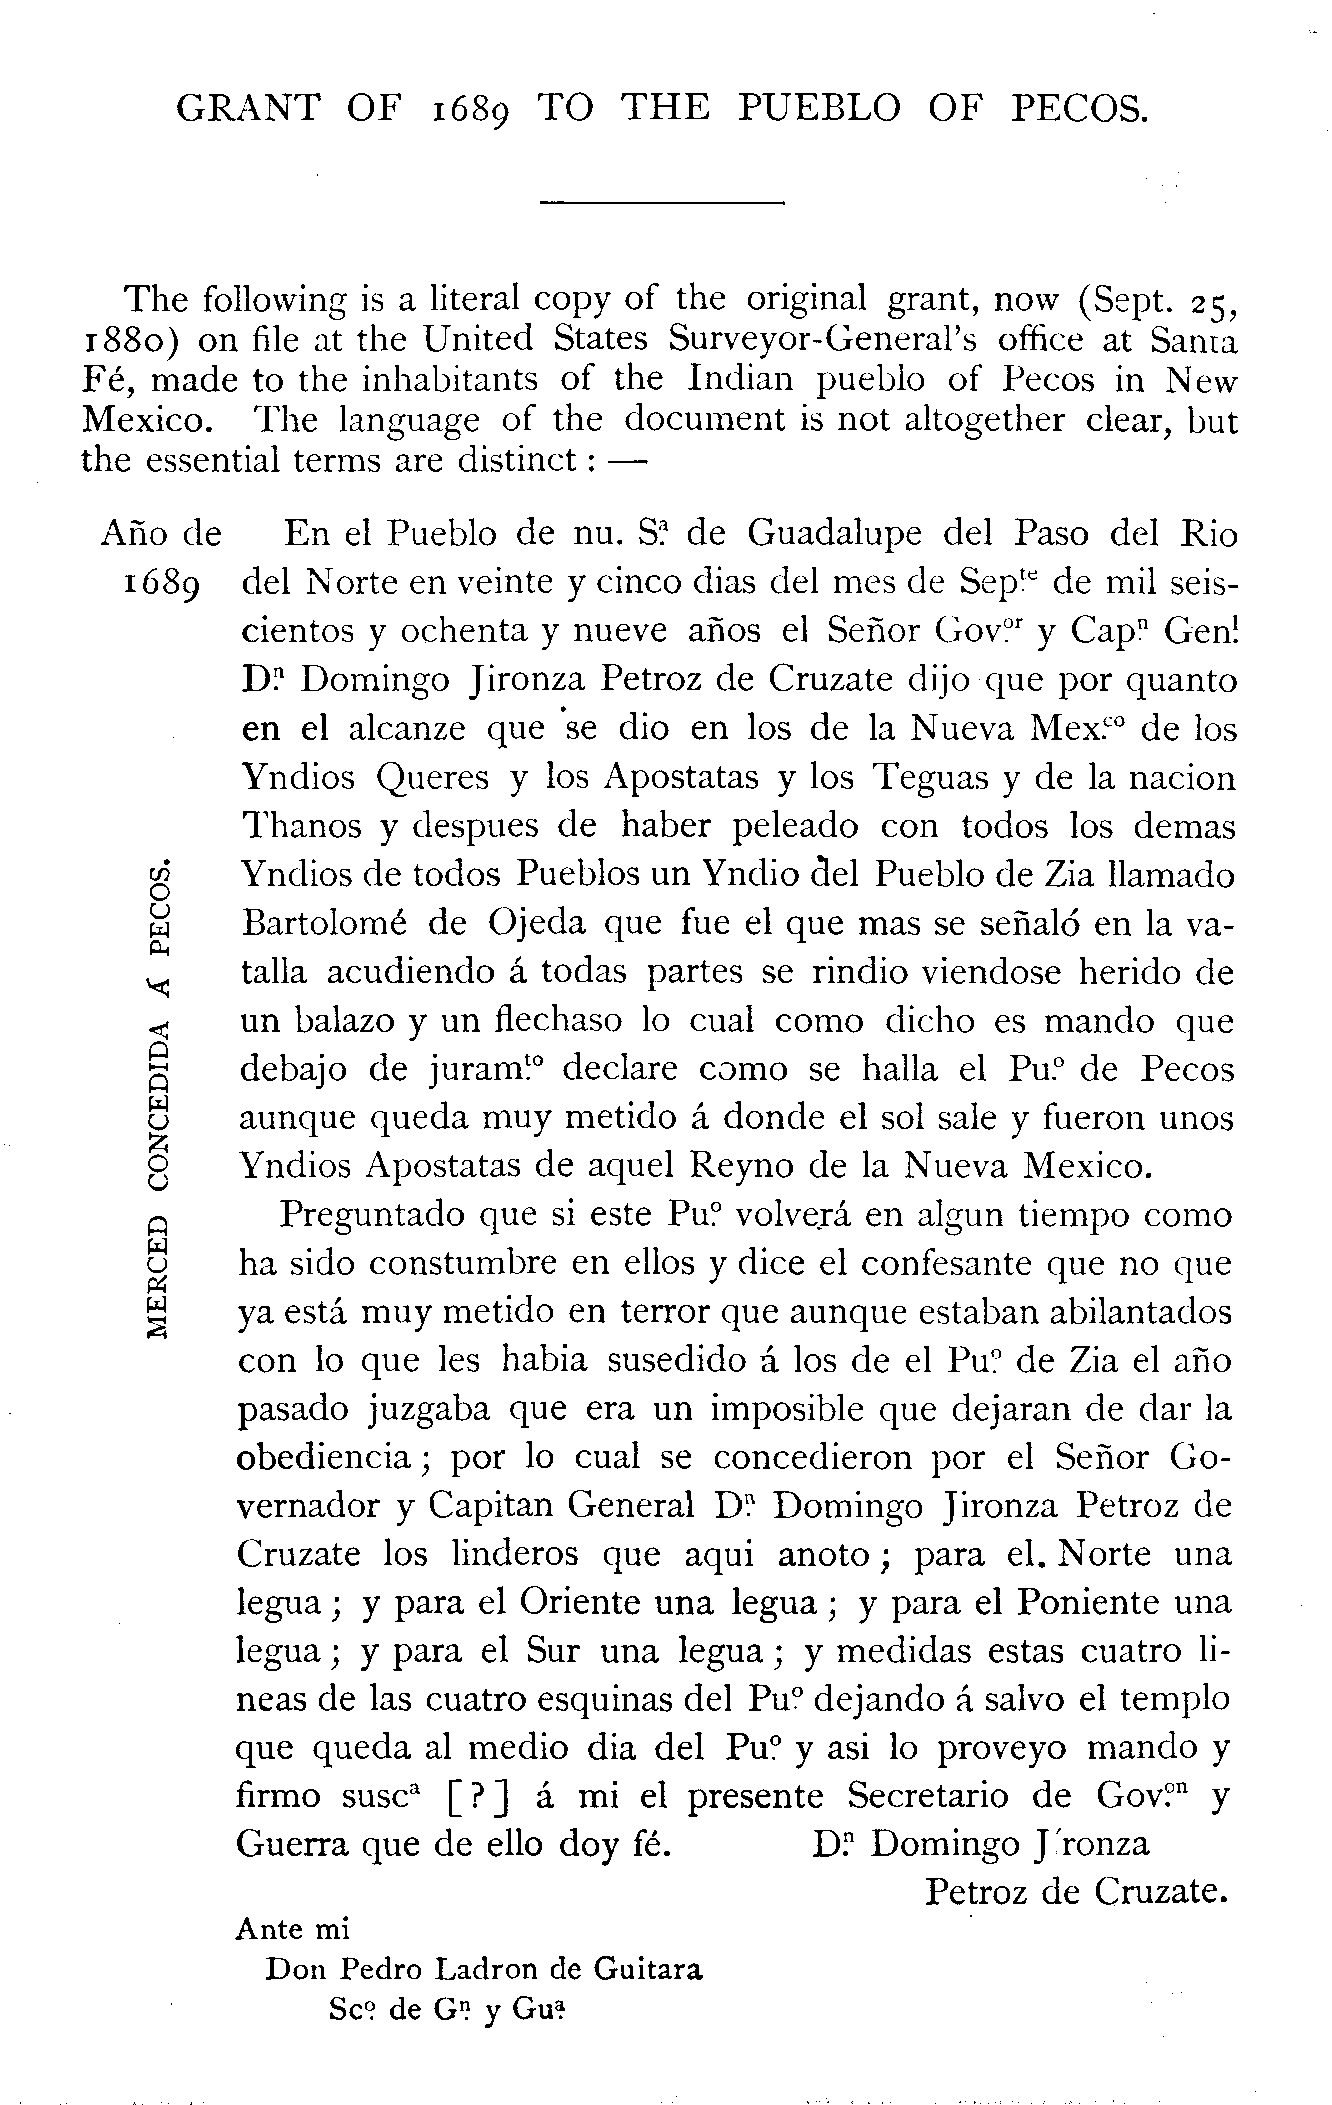 GRANT OF 1689 TO THE PUEBLO OF PECOS.
The following is a literal copy of the original grant, now (Sept. 25,
1880) on file at the United States Surveyor-General's office at Santa
Fé, made to the inhabitants of the Indian pueblo of Pecos in New
Mexico. The language of the document is not altogether clear, but
the essential terms are distinct : —
Año de 1689
MERCED CONCEDIDA Á PECOS.
En el Pueblo de nu. S.ª de Guadalupe del Paso del Rio
del Norte en veinte y cinco dias del mes de Sep.te de mil seis-
cientos y ochenta y nueve años el Señor Gov.or y Cap.n Gen.l
D.n Domingo Jironza Petroz de Cruzate dijo que por quanto
en el alcanze que se dio en los de la Nueva Mex.co de los
Yndios Queres y los Apostatas y los Teguas y de la nacion
Thanos y despues de haber peleado con todos los demas
Yndios de todos Pueblos un Yndio del Pueblo de Zia llamado
Bartolomé de Ojeda que fue el que mas se señaló en la va-
talla acudiendo á todas partes se rindio viendose herido de
un balazo y un flechaso lo cual como dicho es mando que
debajo de juram.to declare como se halla el Pu.o de Pecos
aunque queda muy metido á donde el sol sale y fueron unos
Yndios Apostatas de aquel Reyno de la Nueva Mexico.
Preguntado que si este Pu.o volverá en algun tiempo como
ha sido constumbre en ellos y dice el confesante que no que
ya está muy metido en terror que aunque estaban abilantados
con lo que les habia susedido á los de el Pu.o de Zia el año
pasado juzgaba que era un imposible que dejaran de dar la
obediencia ; por lo cual se concedieron por el Señor Go-
vernador y Capitan General D.n Domingo Jironza Petroz de
Cruzate los linderos que aqui anoto ; para el. Norte una
legua ; y para el Oriente una legua ; y para el Poniente una
legua ; y para el Sur una legua ; y medidas estas cuatro li-
neas de las cuatro esquinas del Pu.o dejando á salvo el templo
que queda al medio dia del Pu.o y asi lo proveyo mando y
firmo suscª [?] á mi el presente Secretario de Gov.on y
Guerra que de ello doy fé. D.n Domingo J´ronza
Petroz de Cruzate.
Ante mi
Don Pedro Ladron de Guitara
Sc.o de G.n y Gu.ª